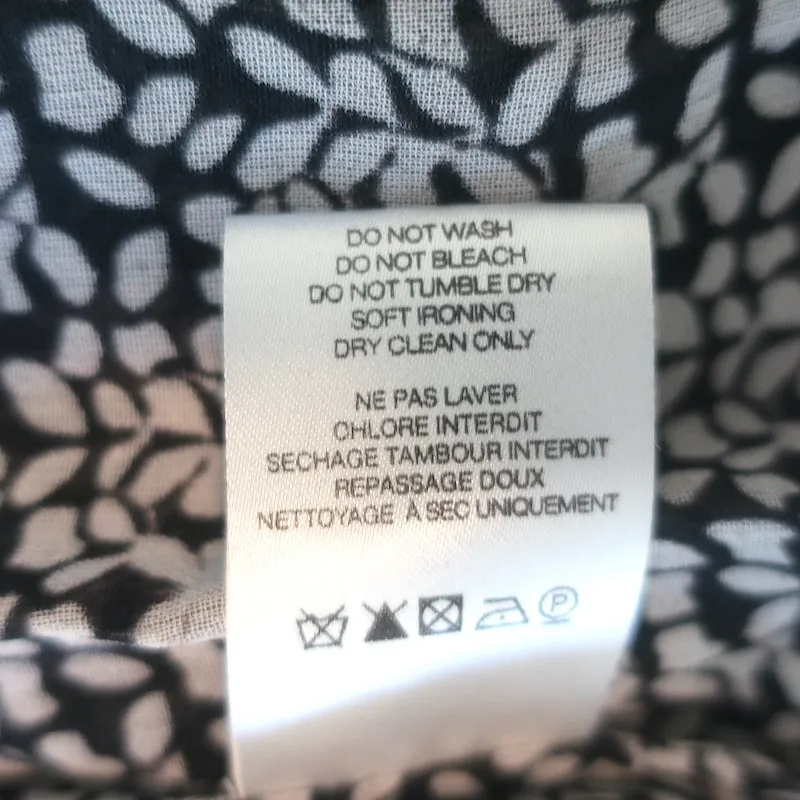 DO NOT WASH
DO NOT BLEACH
DO NOT TUMBLE DRY
SOFT IRONING
DRY CLEAN ONLY
NE PAS LAVER
CHLORE INTERDIT
SECHAGE TAMBOUR INTERDIT
REPASSAGE DOUX
NETTOYAGE A SEC UNIQUEMENT
P